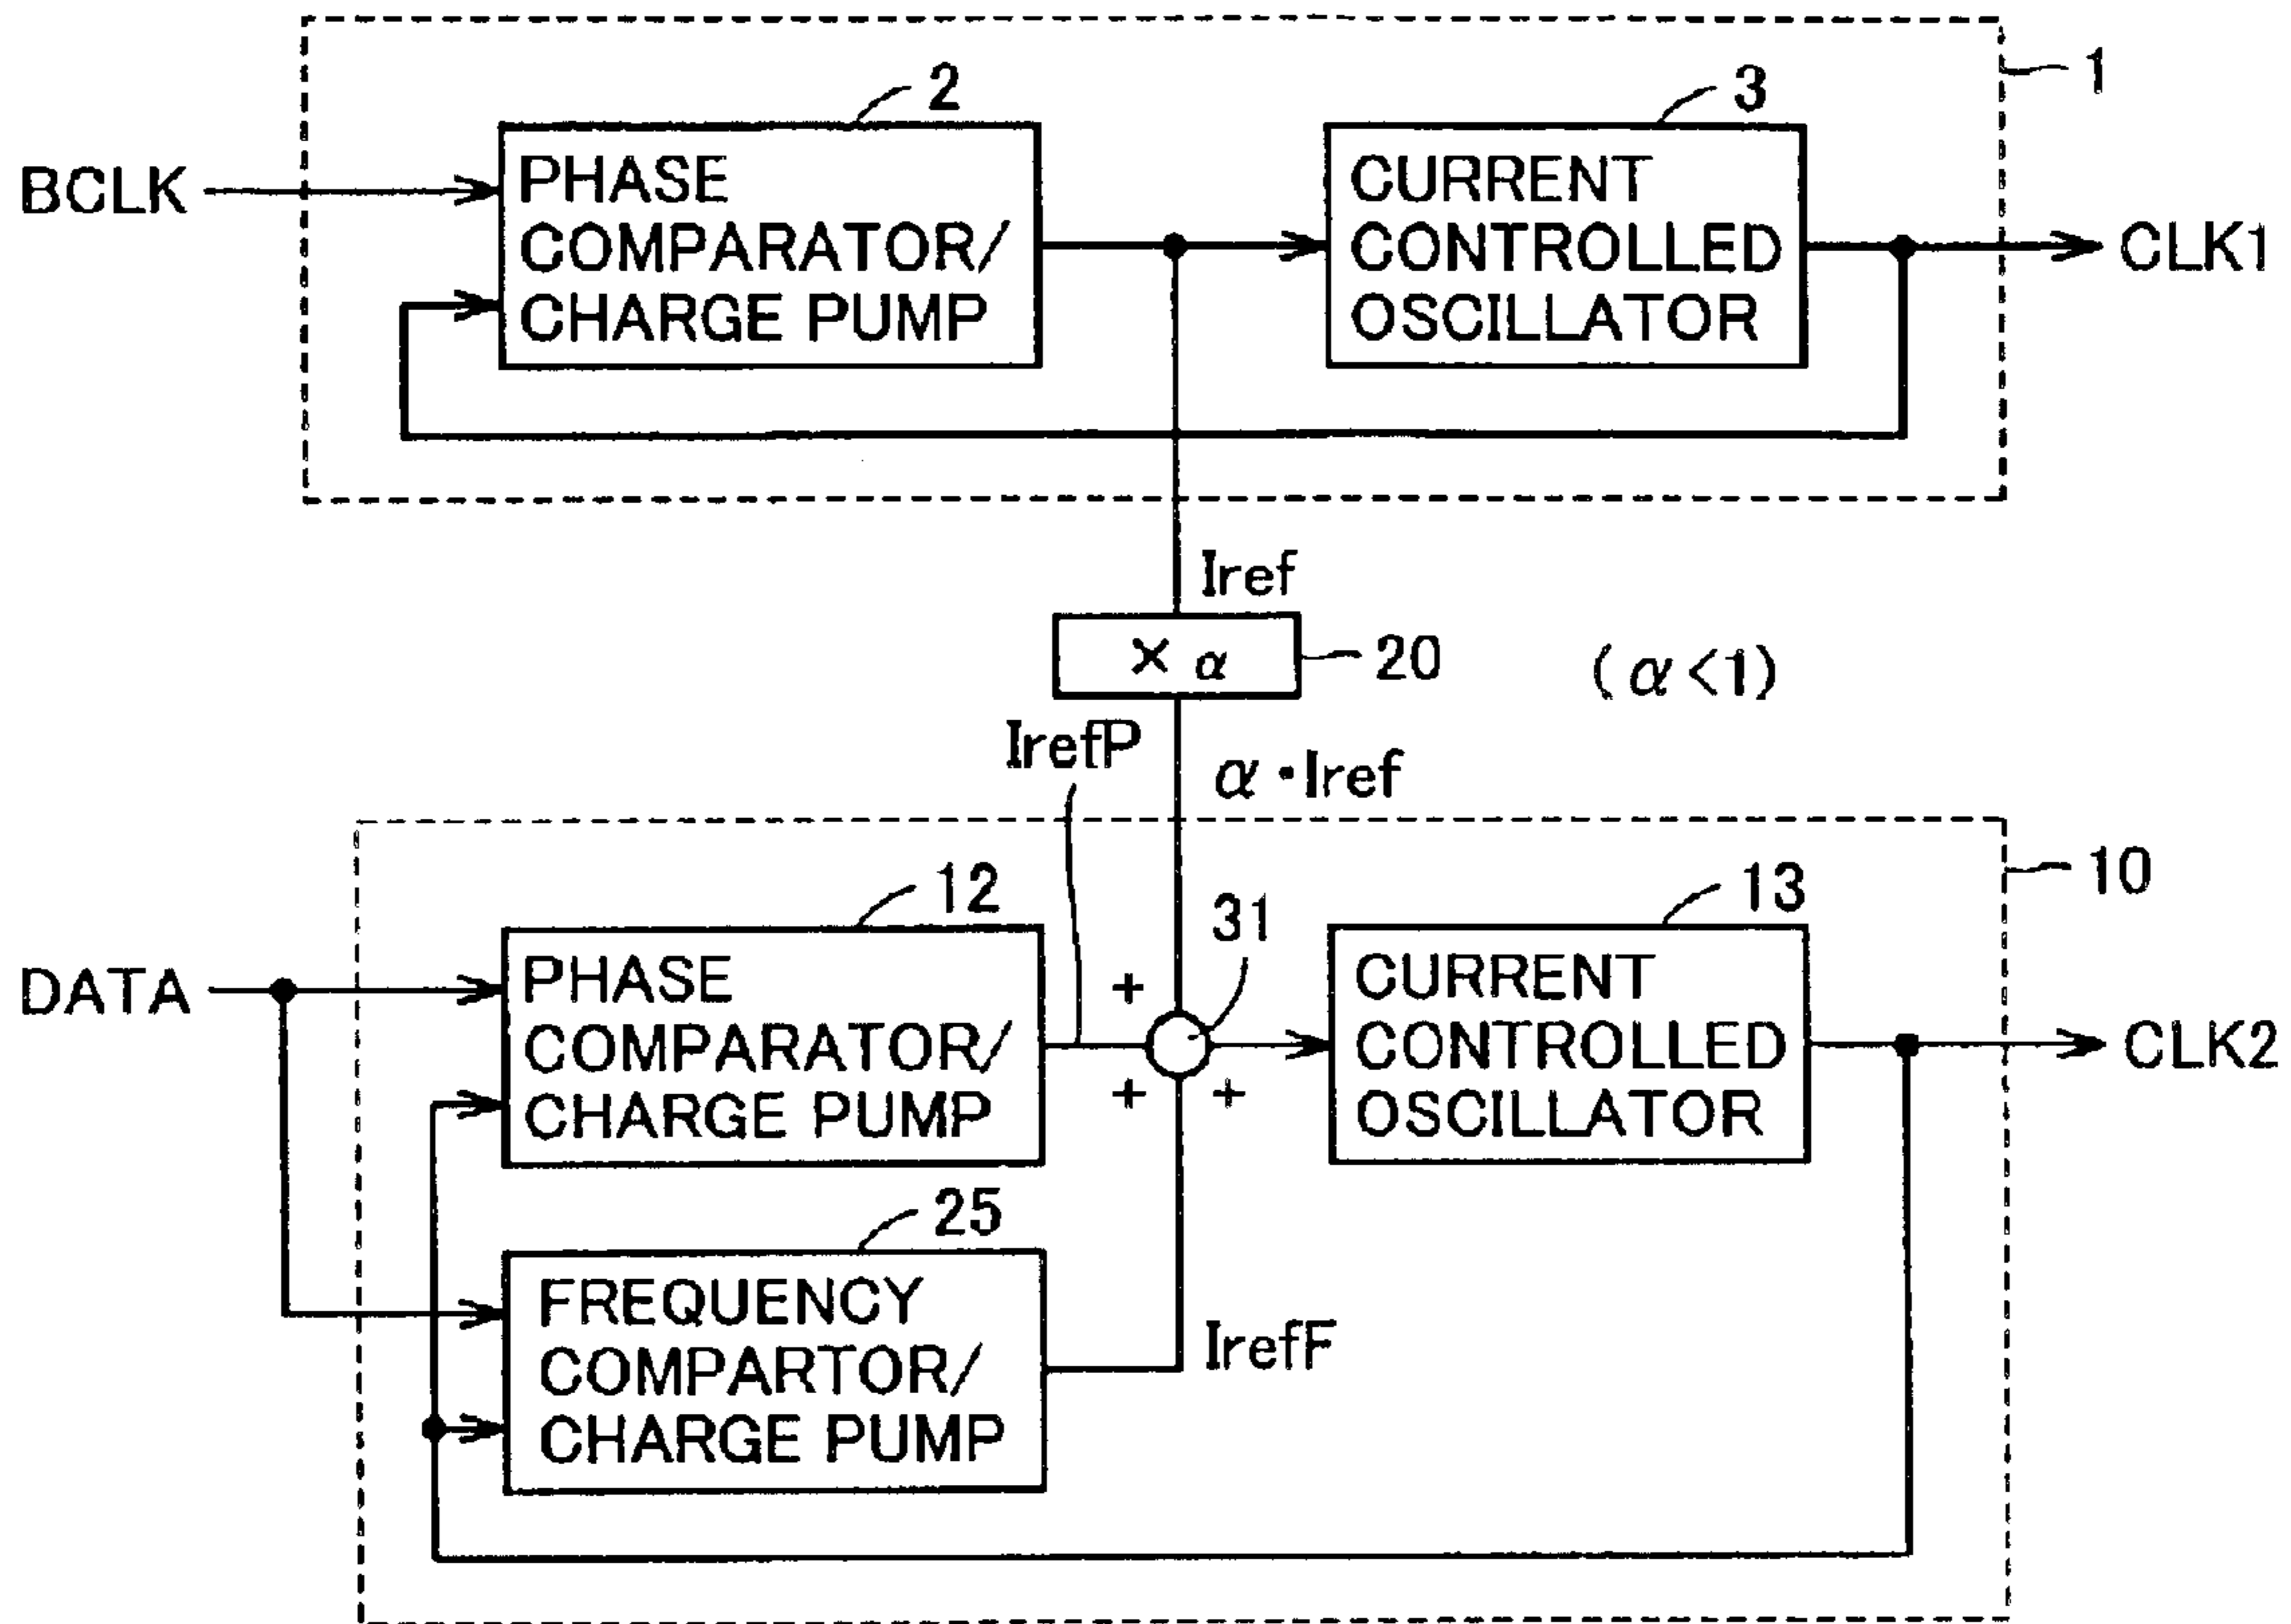 1
2
3
BCLK
PHASE
COMPARATOR/
CHARGE PUMP
CURRENT
CONTROLLED
OSCILLATOR
CLK1
Iref
× α
20
(α<1)
IrefP
α・Iref
10
12
31
13
DATA
PHASE
COMPARATOR/
CHARGE PUMP
+
+
+
CURRENT
CONTROLLED
OSCILLATOR
CLK2
25
FREQUENCY
COMPARTOR/
CHARGE PUMP
IrefF